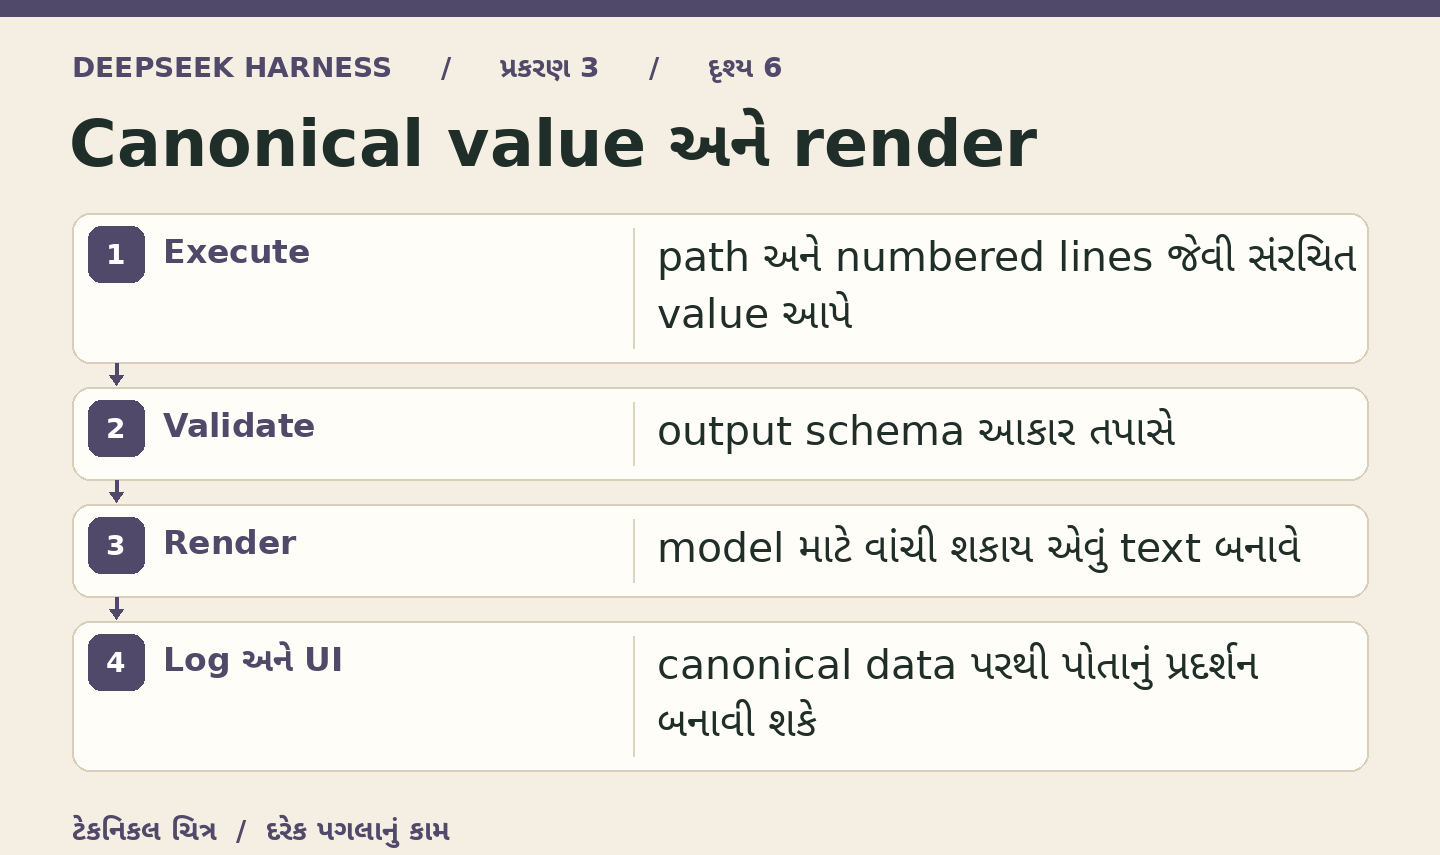 DEEPSEEK HARNESS / પ્રકરણ 3 / દૃશ્ય 6
Canonical value અને render
1 Execute
path અને numbered lines જેવી સંરચિત
value આપે
2 Validate
output schema આકાર તપાસે
3 Render
model માટે વાંચી શકાય એવું text બનાવે
4 Log અને UI
canonical data પરથી પોતાનું પ્રદર્શન
બનાવી શકે
ટેકનિકલ ચિત્ર / દરેક પગલાનું કામ